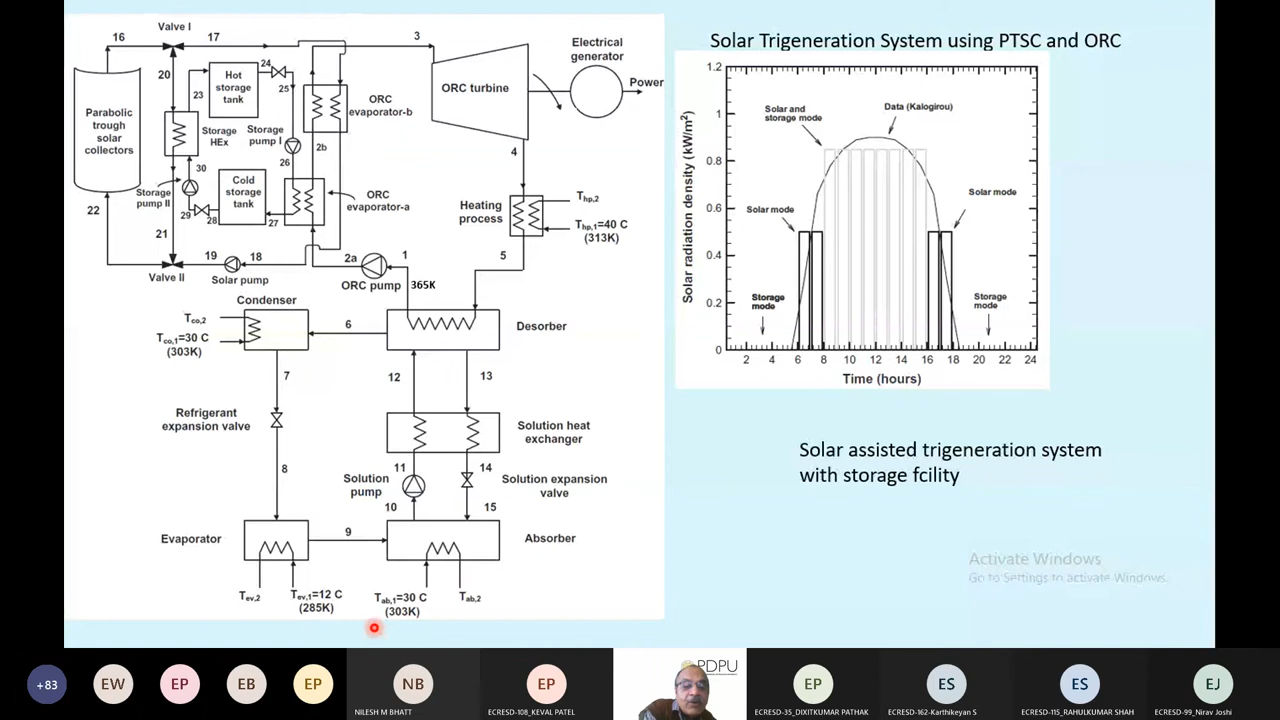 Solar Trigeneration System using PTSC and ORC
Valve I
16
17
3
Electrical
generator
Power
20
24
23
Hot
storage
tank
25
Parabolic
trough
solar
collectors
Storage
HEx
Storage
pump I
ORC
evaporator-b
ORC turbine
2b
4
30
26
Cold
storage
tank
Storage
pump II
29
28
27
ORC
evaporator-a
Heating
process
Thp,2
Thp,1=40 C
(313K)
22
21
19
18
2a
1
5
Valve II
Solar pump
ORC pump
365K
Condenser
Tco,2
Tco,1=30 C
(303K)
6
Desorber
7
12
13
Refrigerant
expansion valve
Solution heat
exchanger
8
11
14
Solution
pump
Solution expansion
valve
10
15
Evaporator
9
Absorber
Tev,2
Tev,1=12 C
(285K)
Tab,1=30 C
(303K)
Tab,2
Solar radiation density (kW/m2)
1.2
1
0.8
0.6
0.4
0.2
0
Solar and
storage mode
Data (Kalogirou)
Solar mode
Solar mode
Storage
mode
Storage
mode
2 4 6 8 10 12 14 16 18 20 22 24
Time (hours)
Solar assisted trigeneration system
with storage fcility
Activate Windows
Go to Settings to activate Windows.
+83
EW
EP
EB
EP
NB
NILESH M BHATT
EP
ECRESD-108_KEVAL PATEL
PDPU
EP
ECRESD-35_DIXITKUMAR PATHAK
ES
ECRESD-162-Karthikeyan S
ES
ECRESD-115_RAHULKUMAR SHAH
EJ
ECRESD-99_Nirav Joshi